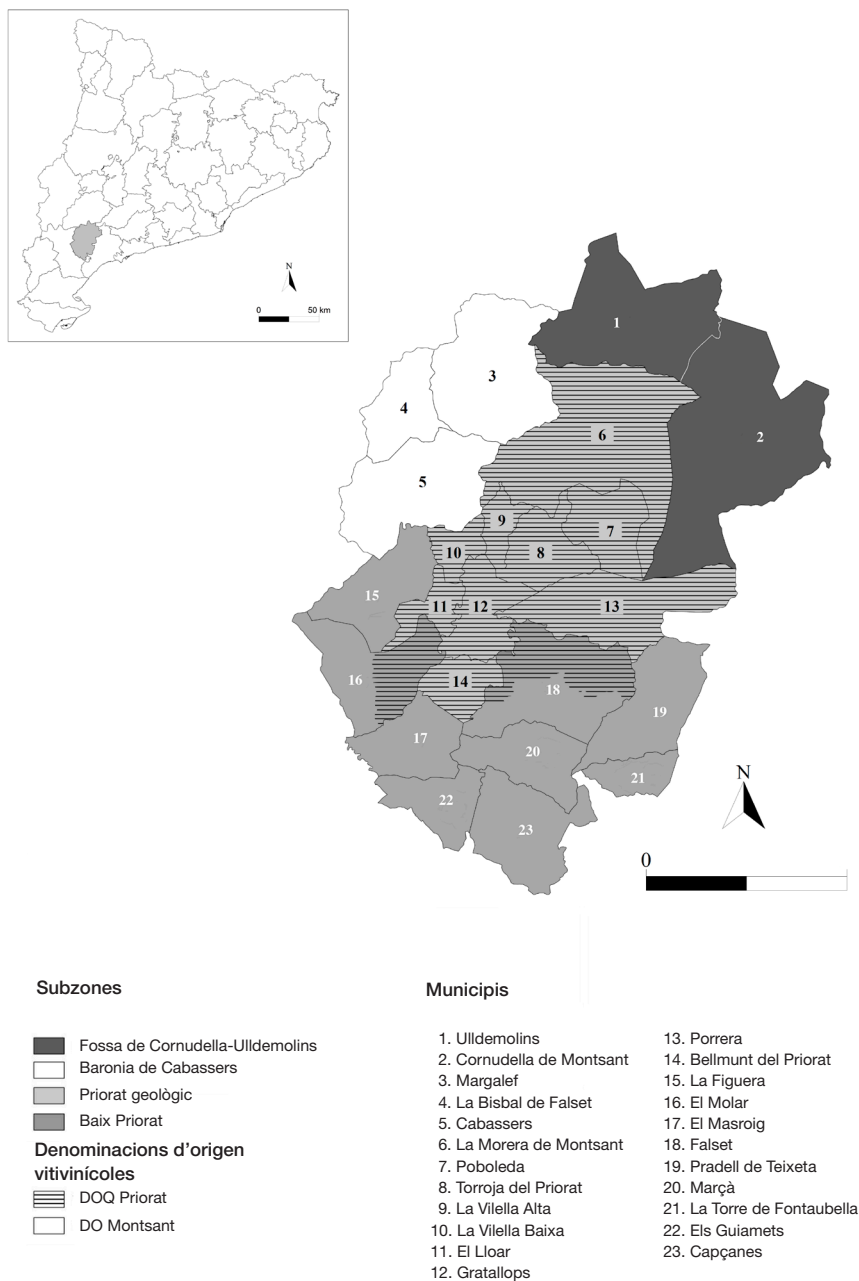 N
0
50 km
1
2
3
4
5
6
7
8
9
10
11
12
13
14
15
16
17
18
19
20
21
22
23
N
0
Subzones
Fossa de Cornudella-Ulldemolins
Baronia de Cabassers
Priorat geològic
Baix Priorat
Denominacions d'origen
vitivinícoles
DOQ Priorat
DO Montsant
Municipis
1. Ulldemolins
2. Cornudella de Montsant
3. Margalef
4. La Bisbal de Falset
5. Cabassers
6. La Morera de Montsant
7. Poboleda
8. Torroja del Priorat
9. La Vilella Alta
10. La Vilella Baixa
11. El Lloar
12. Gratallops
13. Porrera
14. Bellmunt del Priorat
15. La Figuera
16. El Molar
17. El Masroig
18. Falset
19. Pradell de Teixeta
20. Marçà
21. La Torre de Fontaubella
22. Els Guiamets
23. Capçanes